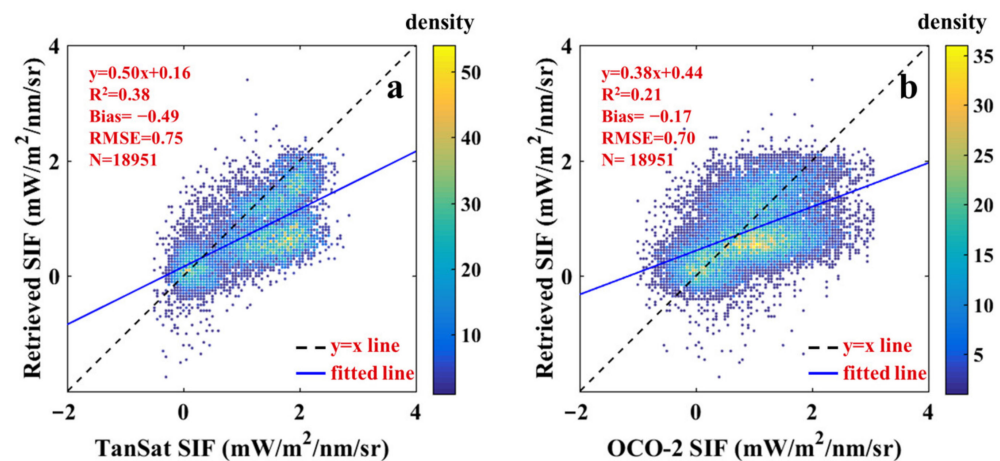 density
a
y=0.50x+0.16
R²=0.38
Bias= −0.49
RMSE=0.75
N=18951
4
2
0
−2
−2
0
2
4
50
40
30
20
10
Retrieved SIF (mW/m²/nm/sr)
y=x line
fitted line
TanSat SIF (mW/m²/nm/sr)
density
b
y=0.38x+0.44
R²=0.21
Bias= −0.17
RMSE=0.70
N= 18951
4
2
0
−2
0
2
4
35
30
25
20
15
10
5
Retrieved SIF (mW/m²/nm/sr)
y=x line
fitted line
OCO-2 SIF (mW/m²/nm/sr)